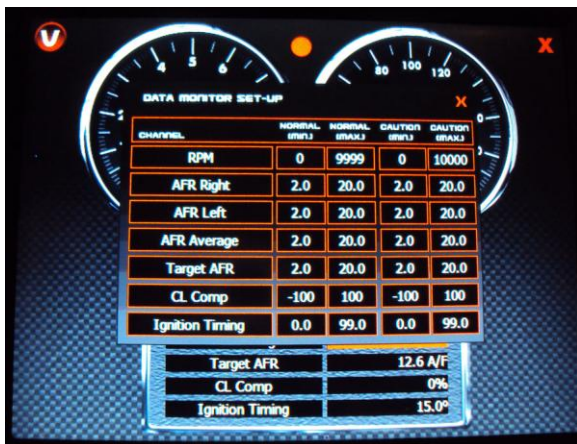 V
X
4 5 6
80 100 120
DATA MONITOR SET-UP
X
CHANNEL NORMAL (MIN.) NORMAL (MAX.) CAUTION (MIN.) CAUTION (MAX.)
RPM 0 9999 0 10000
AFR Right 2.0 20.0 2.0 20.0
AFR Left 2.0 20.0 2.0 20.0
AFR Average 2.0 20.0 2.0 20.0
Target AFR 2.0 20.0 2.0 20.0
CL Comp -100 100 -100 100
Ignition Timing 0.0 99.0 0.0 99.0
Target AFR 12.6 A/F
CL Comp 0%
Ignition Timing 15.0º